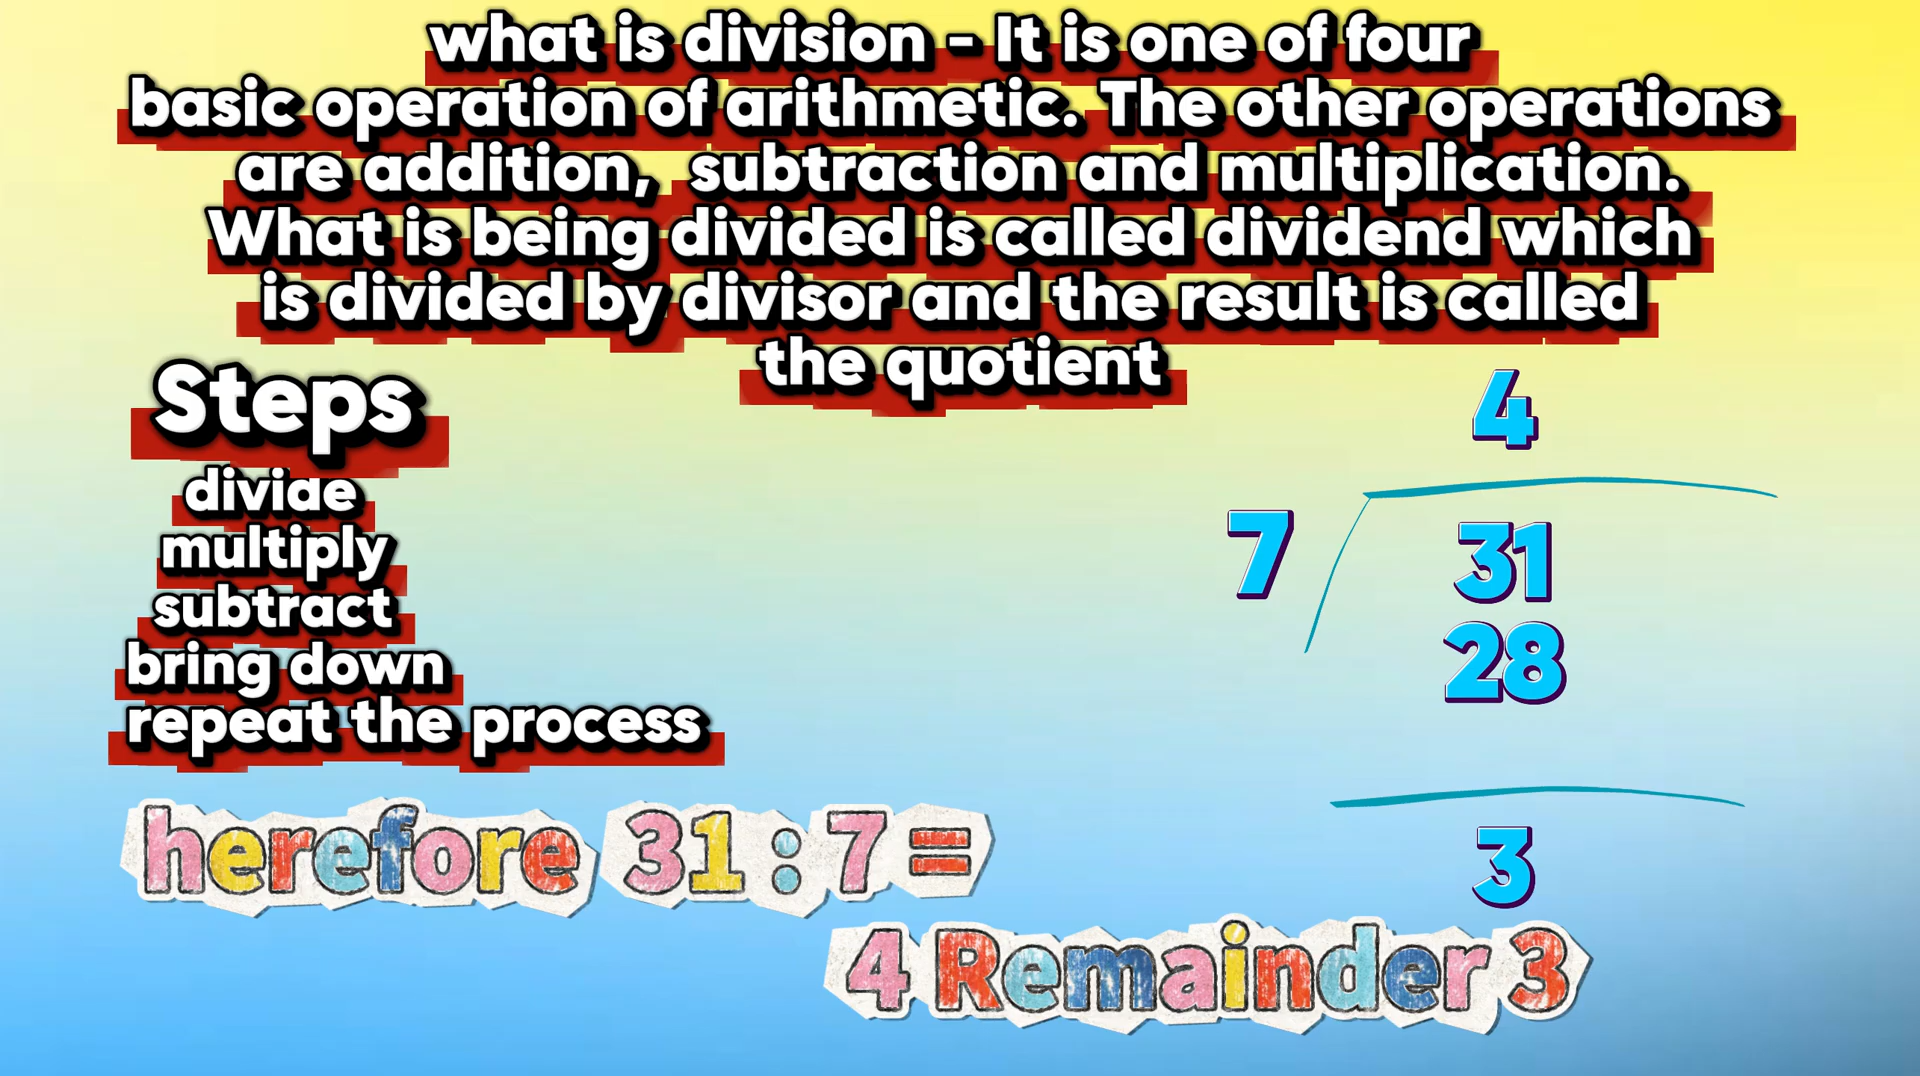 what is division - It is one of four
basic operation of arithmetic. The other operations
are addition, subtraction and multiplication.
What is being divided is called dividend which
is divided by divisor and the result is called
the quotient
Steps
divide
multiply
subtract
bring down
repeat the process
4
7 31
28
3
herefore 31:7=
4 Remainder 3